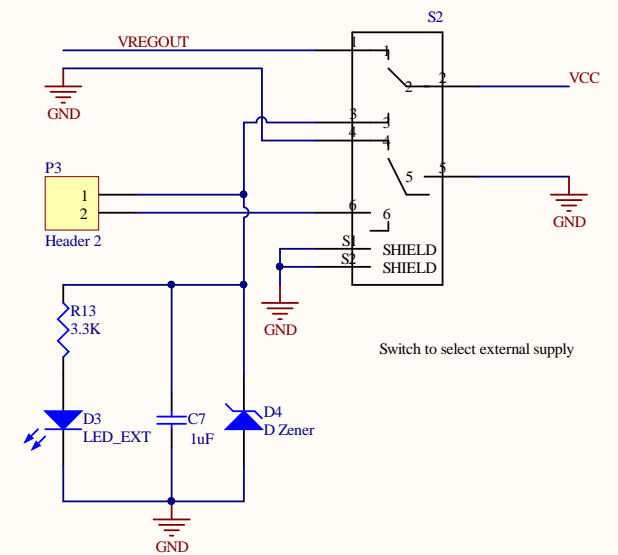 S2
VREGOUT
1
1
2
2
VCC
GND
3
3
4
4
P3
1
2
Header 2
5
5
GND
6
6
S1
SHIELD
S2
SHIELD
GND
R13
3.3K
Switch to select external supply
D3
LED_EXT
C7
1uF
D4
D Zener
GND